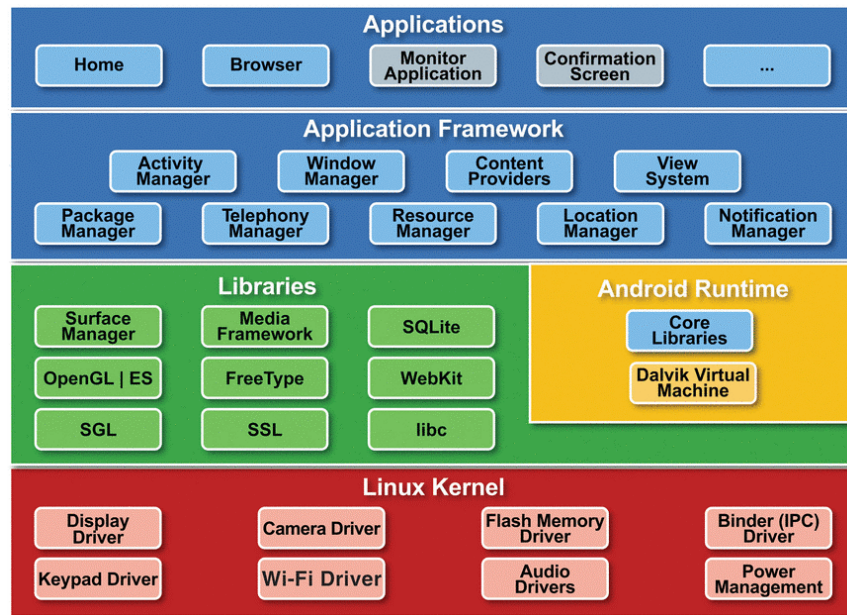 Applications
Home
Browser
Monitor
Application
Confirmation
Screen
...
Application Framework
Activity
Manager
Window
Manager
Content
Providers
View
System
Package
Manager
Telephony
Manager
Resource
Manager
Location
Manager
Notification
Manager
Libraries
Surface
Manager
Media
Framework
SQLite
OpenGL | ES
FreeType
WebKit
SGL
SSL
libc
Android Runtime
Core
Libraries
Dalvik Virtual
Machine
Linux Kernel
Display
Driver
Camera Driver
Flash Memory
Driver
Binder (IPC)
Driver
Keypad Driver
Wi-Fi Driver
Audio
Drivers
Power
Management